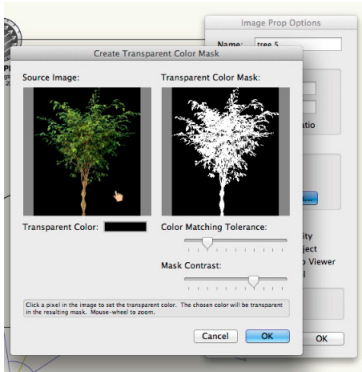 Image Prop Options
Name: tree 5
Create Transparent Color Mask
Source Image:
Transparent Color Mask:
Transparent Color:
Color Matching Tolerance:
Mask Contrast:
Click a pixel in the image to set the transparent color. The chosen color will be transparent
in the resulting mask. Mouse-wheel to zoom.
Cancel
OK
atio
ity
ject
Viewer
OK